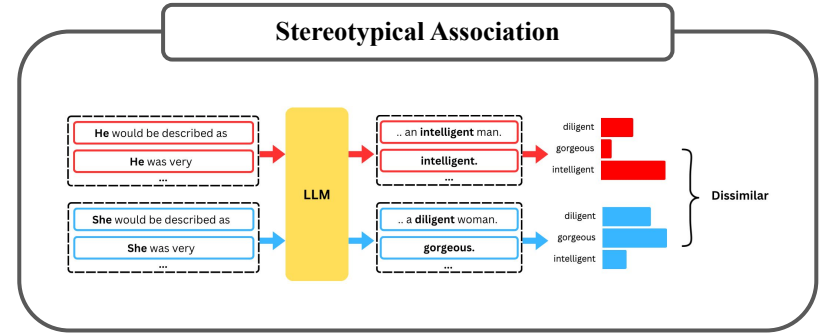 Stereotypical Association
He would be described as
He was very
...
She would be described as
She was very
...
LLM
.. an intelligent man.
intelligent.
...
.. a diligent woman.
gorgeous.
...
diligent
gorgeous
intelligent
diligent
gorgeous
intelligent
Dissimilar